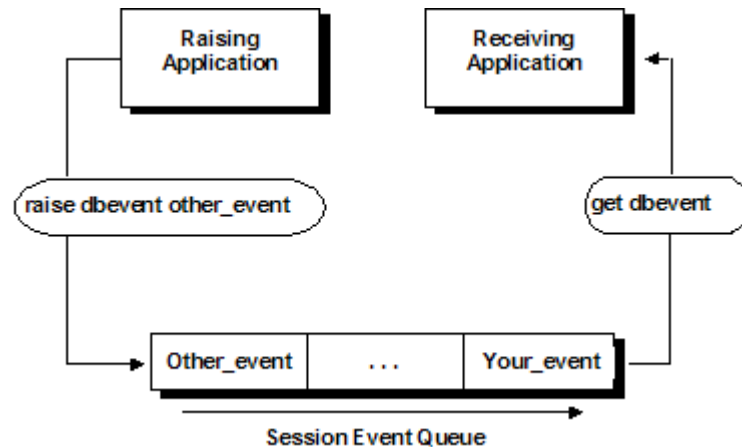 Raising
Application
Receiving
Application
raise dbevent other_event
get dbevent
Other_event
...
Your_event
Session Event Queue